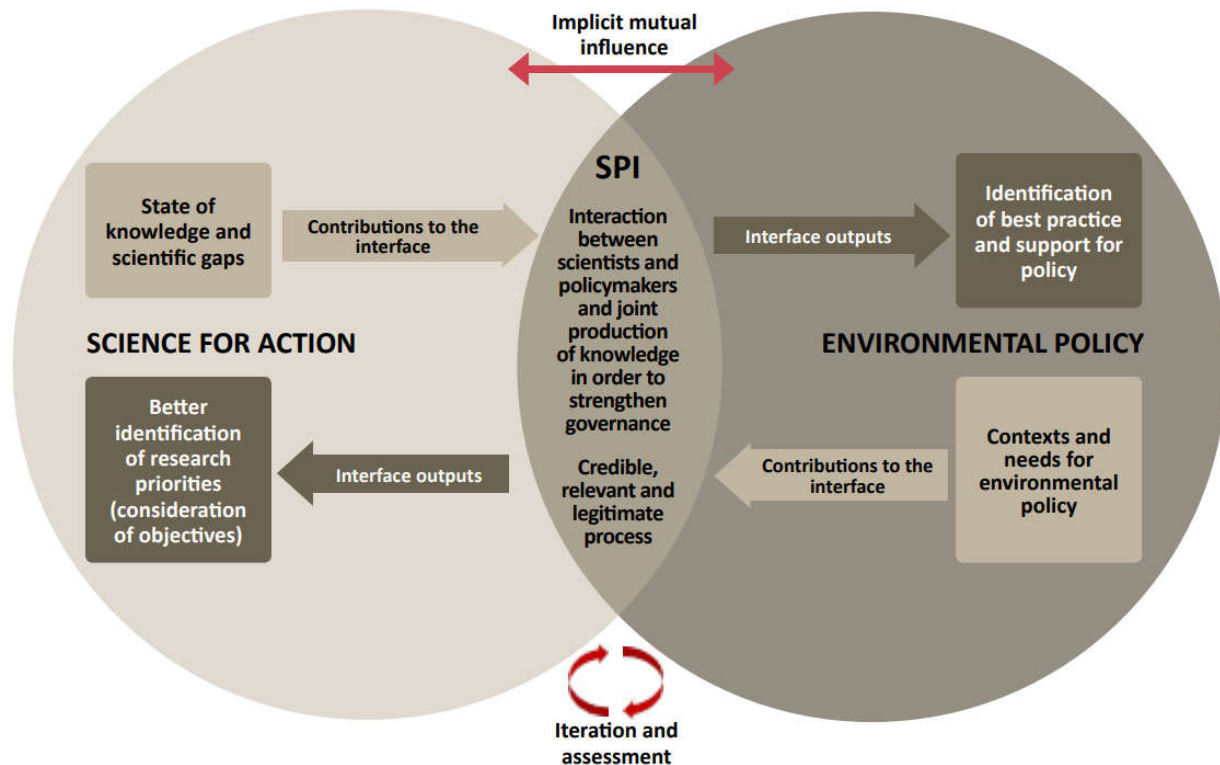 Implicit mutual
influence
State of
knowledge and
scientific gaps
Contributions to the
interface
SCIENCE FOR ACTION
Better
identification
of research
priorities
(consideration
of objectives)
Interface outputs
SPI
Interaction
between
scientists and
policymakers
and joint
production
of knowledge
in order to
strengthen
governance
Credible,
relevant and
legitimate
process
Interface outputs
Identification
of best practice
and support for
policy
ENVIRONMENTAL POLICY
Contributions to the
interface
Contexts and
needs for
environmental
policy
Iteration and
assessment